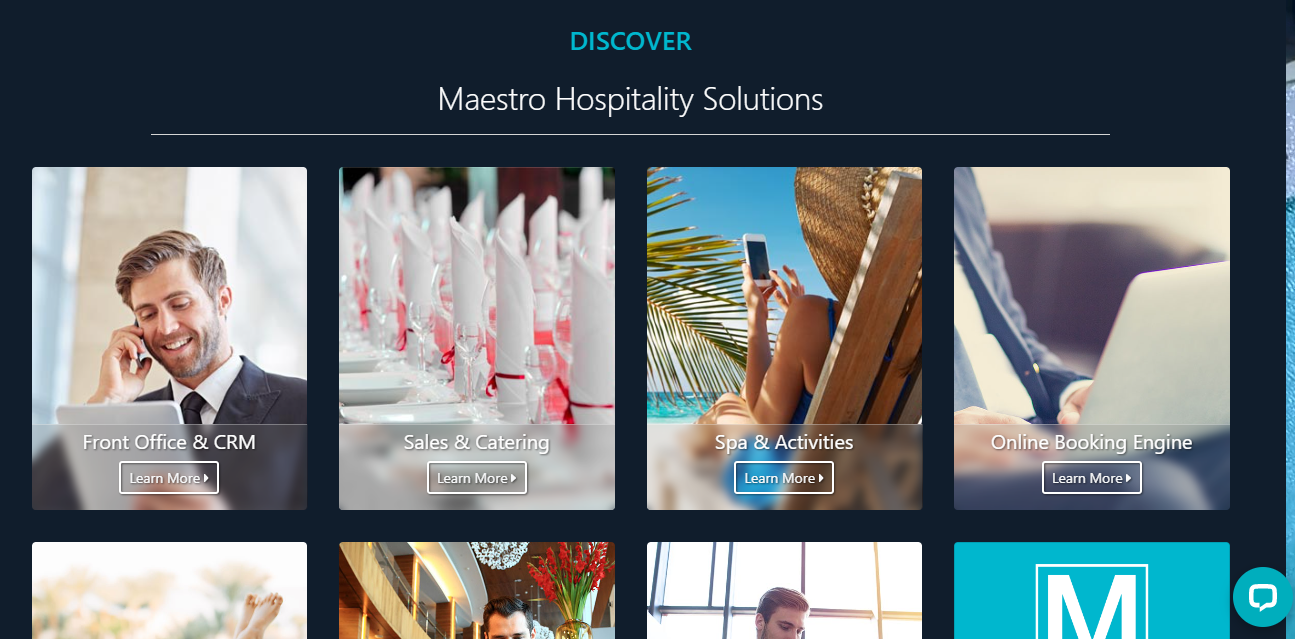 DISCOVER
Maestro Hospitality Solutions
Front Office & CRM
Learn More
Sales & Catering
Learn More
Spa & Activities
Learn More
Online Booking Engine
Learn More
M